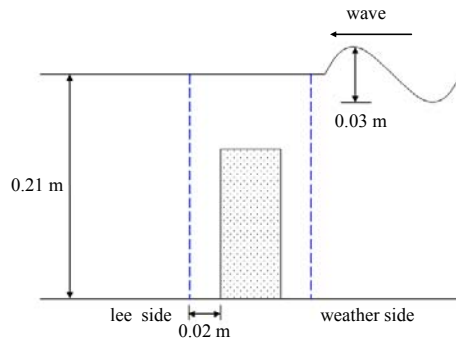 wave
0.03 m
0.21 m
lee side weather side
0.02 m